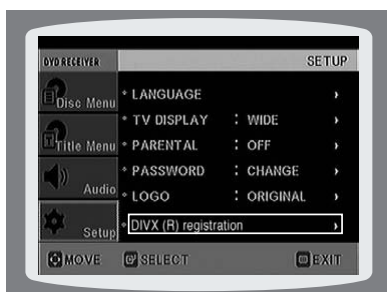 DVD RECEIVER SETUP
Disc Menu
Title Menu
Audio
Setup
LANGUAGE
TV DISPLAY : WIDE
PARENTAL : OFF
PASSWORD : CHANGE
LOGO : ORIGINAL
DIVX (R) registration
MOVE SELECT EXIT